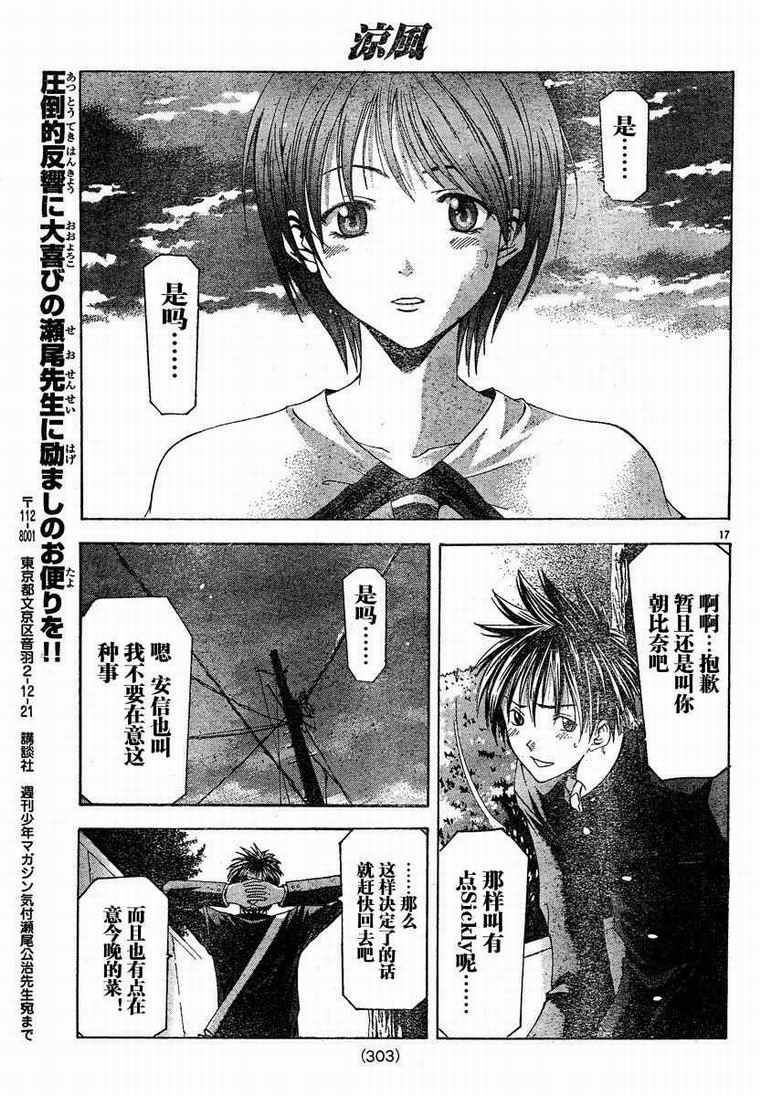 涼風
是……
是吗……
17
啊啊…抱歉
暂且还是叫你
朝比奈吧
那样叫有
点Sickly呢……
是吗……
嗯 安信也叫
我不要在意这
种事
……那么
这样决定了的话
就赶快回去吧
而且也有点在
意今晚的菜！
(303)
圧倒的反響に大喜びの瀬尾先生に励ましのお便りを!!
あっとうてきはんきょう おおよろこ せおせんせい はげ たよ
〒112-8001 東京都文京区音羽2-12-21 講談社 週刊少年マガジン気付瀬尾公治先生宛まで